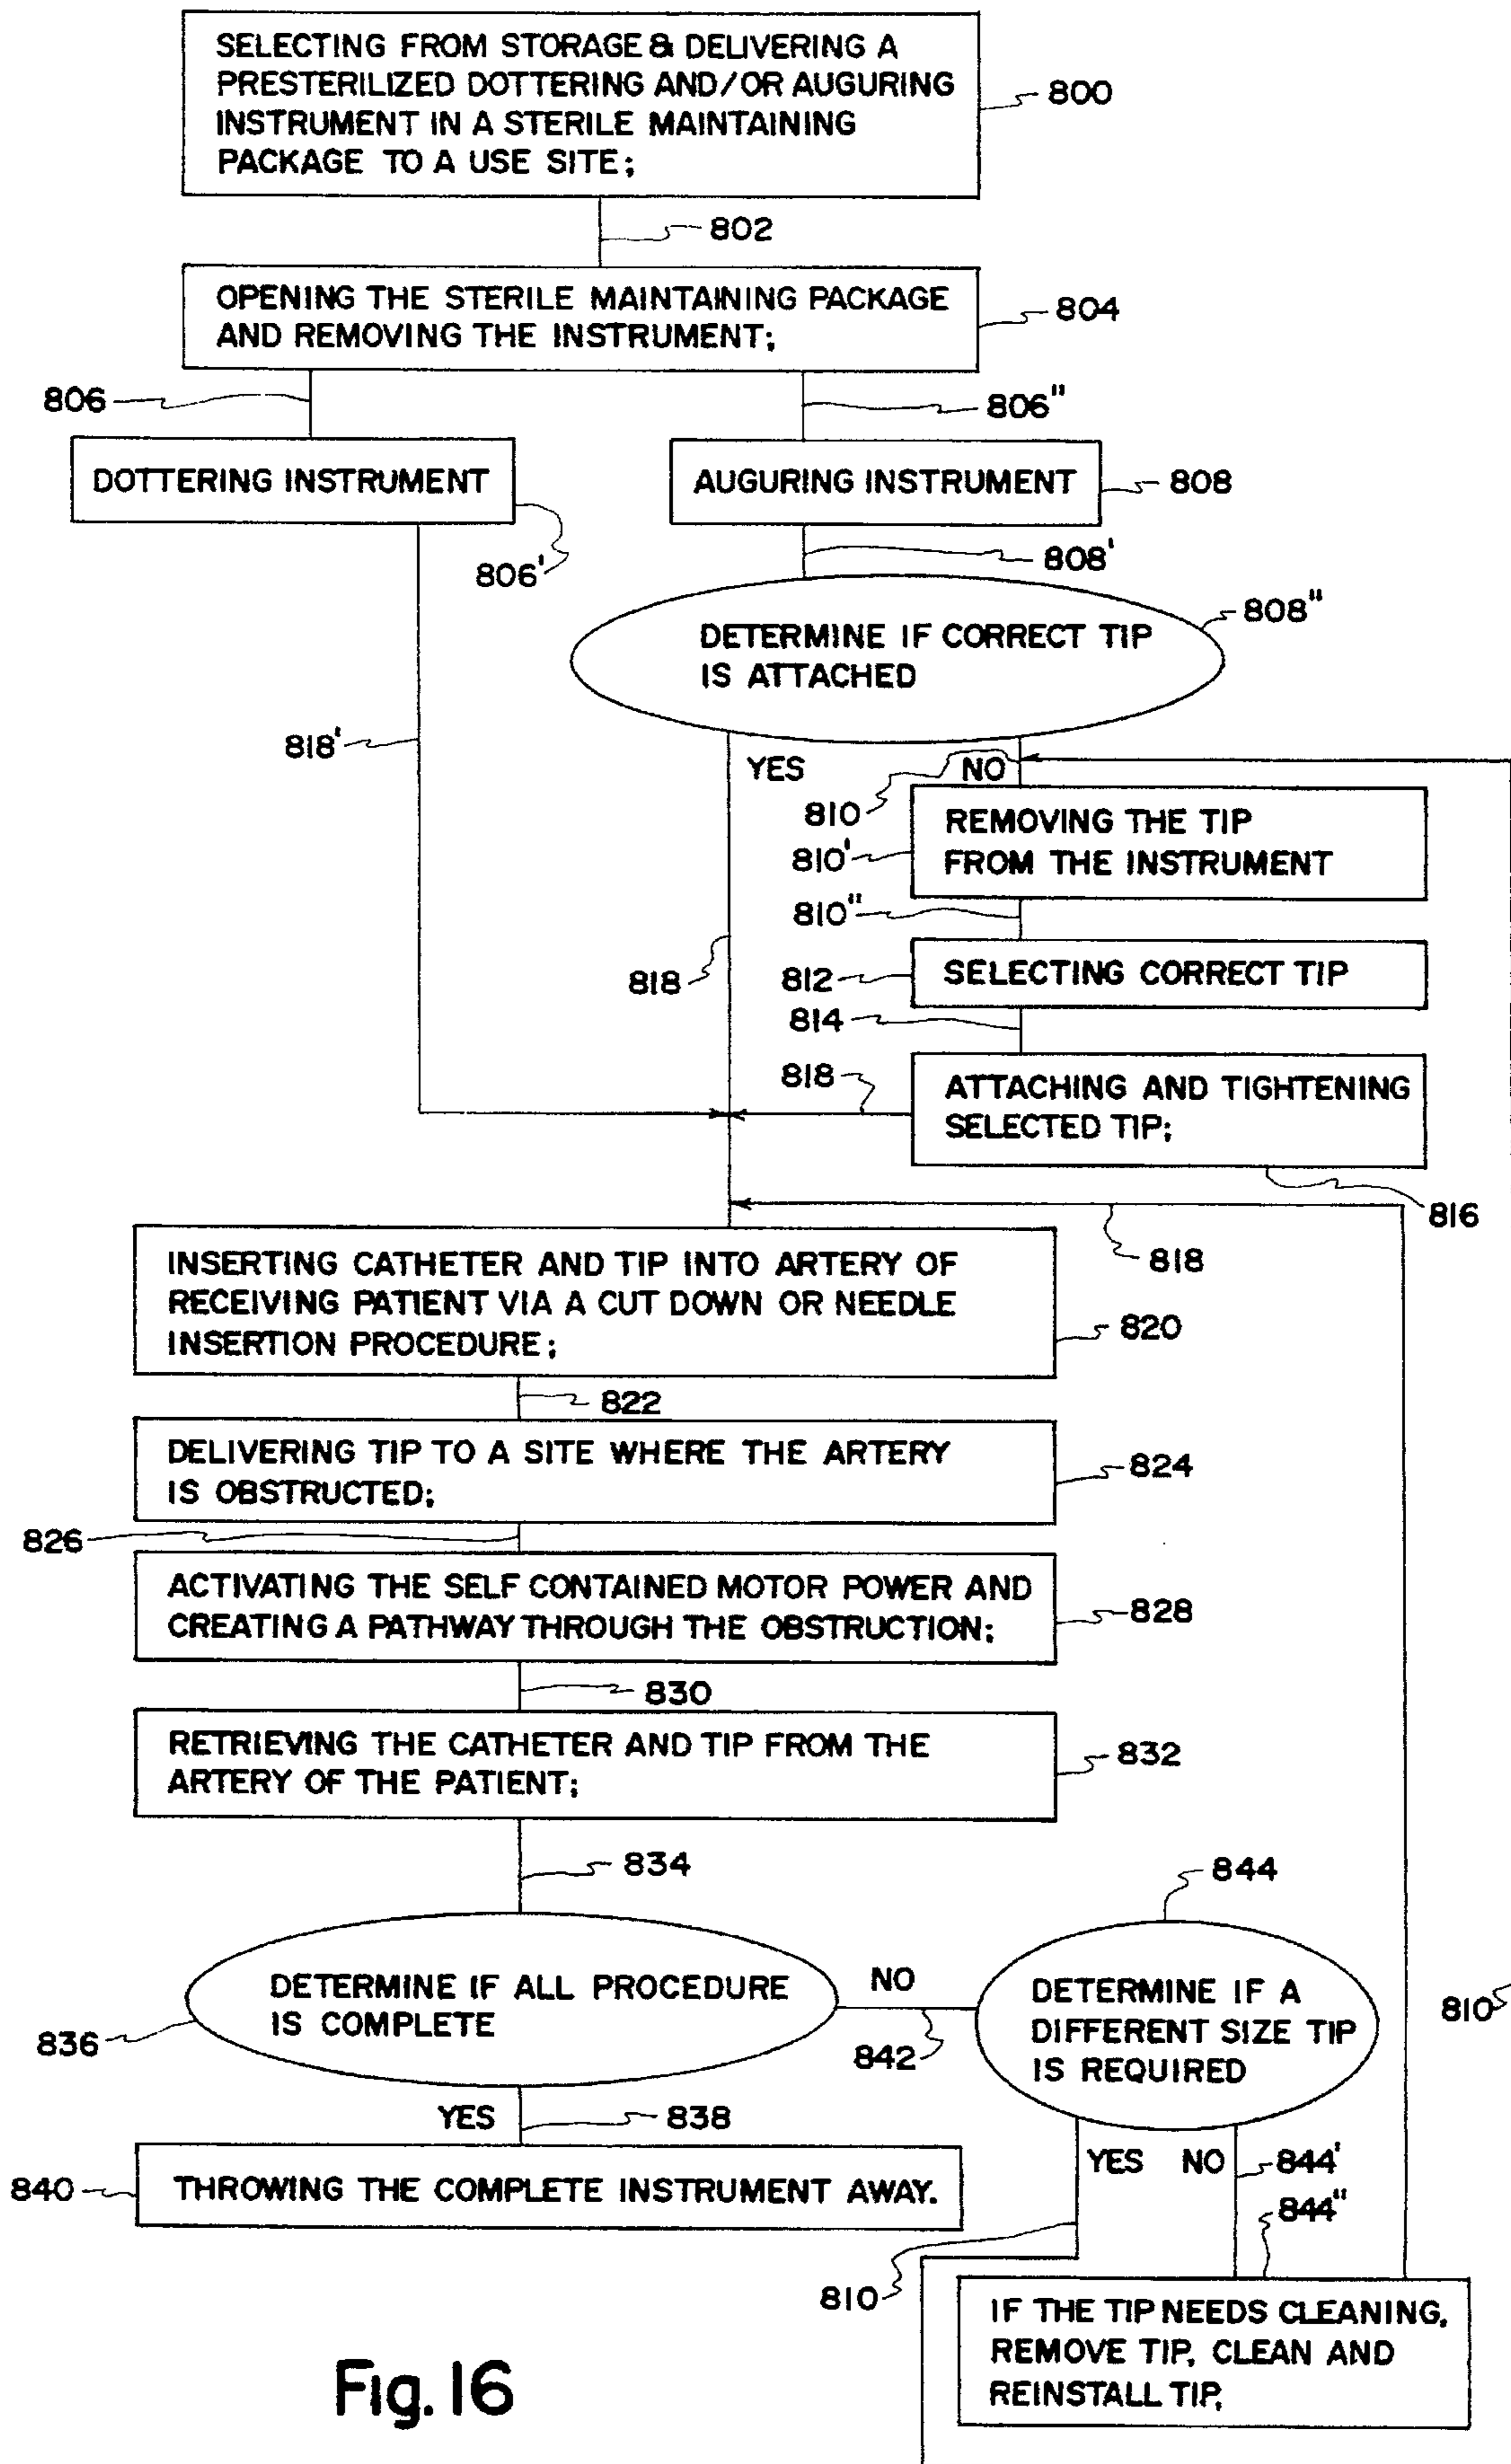 SELECTING FROM STORAGE & DELIVERING A
PRESTERILIZED DOTTERING AND/OR AUGURING
INSTRUMENT IN A STERILE MAINTAINING
PACKAGE TO A USE SITE;
800
802
OPENING THE STERILE MAINTAINING PACKAGE
AND REMOVING THE INSTRUMENT;
804
806
806"
DOTTERING INSTRUMENT
806'
AUGURING INSTRUMENT
808
808'
DETERMINE IF CORRECT TIP
IS ATTACHED
808"
818'
YES
NO
810
REMOVING THE TIP
FROM THE INSTRUMENT
810'
810"
818
812
SELECTING CORRECT TIP
814
818
ATTACHING AND TIGHTENING
SELECTED TIP;
816
818
INSERTING CATHETER AND TIP INTO ARTERY OF
RECEIVING PATIENT VIA A CUT DOWN OR NEEDLE
INSERTION PROCEDURE;
820
822
DELIVERING TIP TO A SITE WHERE THE ARTERY
IS OBSTRUCTED;
824
826
ACTIVATING THE SELF CONTAINED MOTOR POWER AND
CREATING A PATHWAY THROUGH THE OBSTRUCTION;
828
830
RETRIEVING THE CATHETER AND TIP FROM THE
ARTERY OF THE PATIENT;
832
834
844
DETERMINE IF ALL PROCEDURE
IS COMPLETE
836
NO
842
DETERMINE IF A
DIFFERENT SIZE TIP
IS REQUIRED
810
YES
838
840
THROWING THE COMPLETE INSTRUMENT AWAY.
YES
NO
844'
844"
810
IF THE TIP NEEDS CLEANING,
REMOVE TIP, CLEAN AND
REINSTALL TIP;
Fig. 16